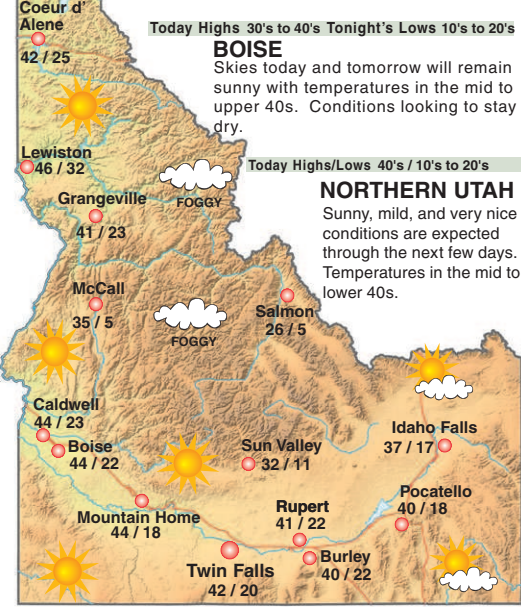 Coeur d'
Alene
42 / 25
Today Highs 30's to 40's Tonight's Lows 10's to 20's
BOISE
Skies today and tomorrow will remain
sunny with temperatures in the mid to
upper 40s. Conditions looking to stay
dry.
Lewiston
46 / 32
Today Highs/Lows 40's / 10's to 20's
NORTHERN UTAH
Sunny, mild, and very nice
conditions are expected
through the next few days.
Temperatures in the mid to
lower 40s.
FOGGY
Grangeville
41 / 23
McCall
35 / 5
Salmon
26 / 5
FOGGY
Caldwell
44 / 23
Boise
44 / 22
Sun Valley
32 / 11
Idaho Falls
37 / 17
Pocatello
40 / 18
Mountain Home
44 / 18
Rupert
41 / 22
Burley
40 / 22
Twin Falls
42 / 20